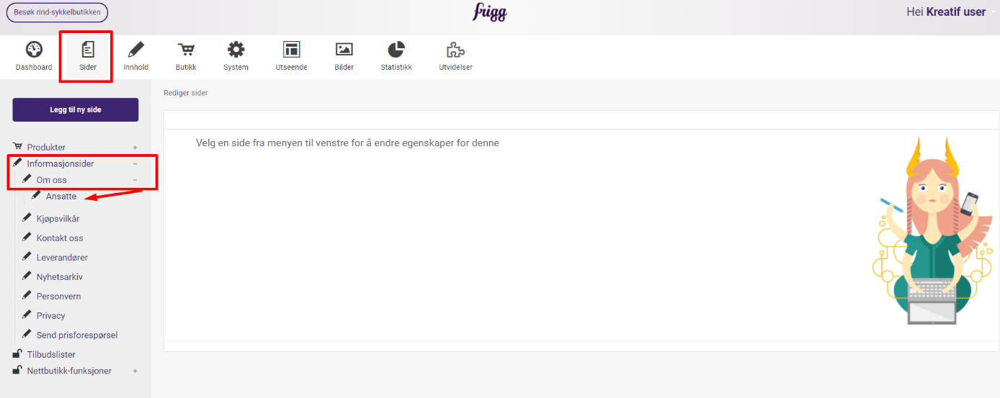 Besøk rind-sykkelbutikken
frigg
Hei Kreatif user
Dashboard
Sider
Innhold
Butikk
System
Utseende
Bilder
Statistikk
Utvidelser
Legg til ny side
Rediger sider
Velg en side fra menyen til venstre for å endre egenskaper for denne
Produkter
Informasjonsider
Om oss
Ansatte
Kjøpsvilkår
Kontakt oss
Leverandører
Nyhetsarkiv
Personvern
Privacy
Send prisforespørsel
Tilbudslister
Nettbutikk-funksjoner